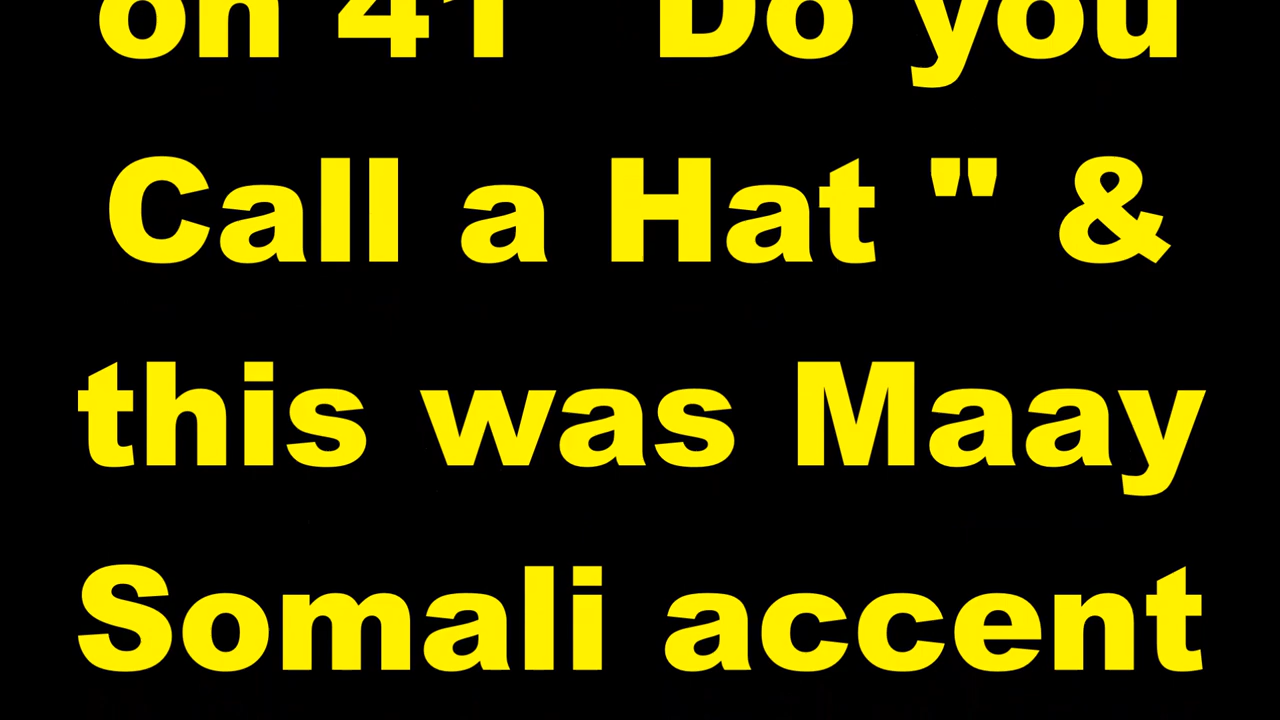 on 41 Do you
Call a Hat " &
this was Maay
Somali accent